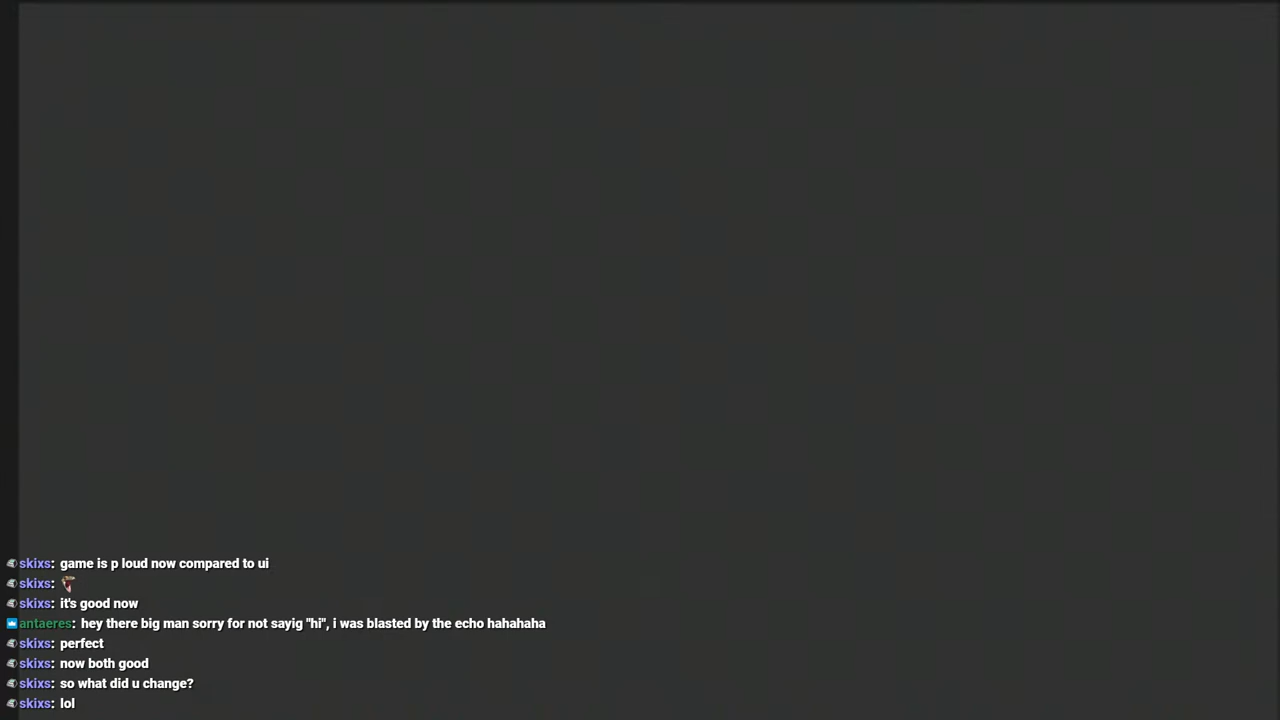 skixs: game is p loud now compared to ui
skixs:
skixs: it's good now
antaeres: hey there big man sorry for not sayig "hi", i was blasted by the echo hahahaha
skixs: perfect
skixs: now both good
skixs: so what did u change?
skixs: lol